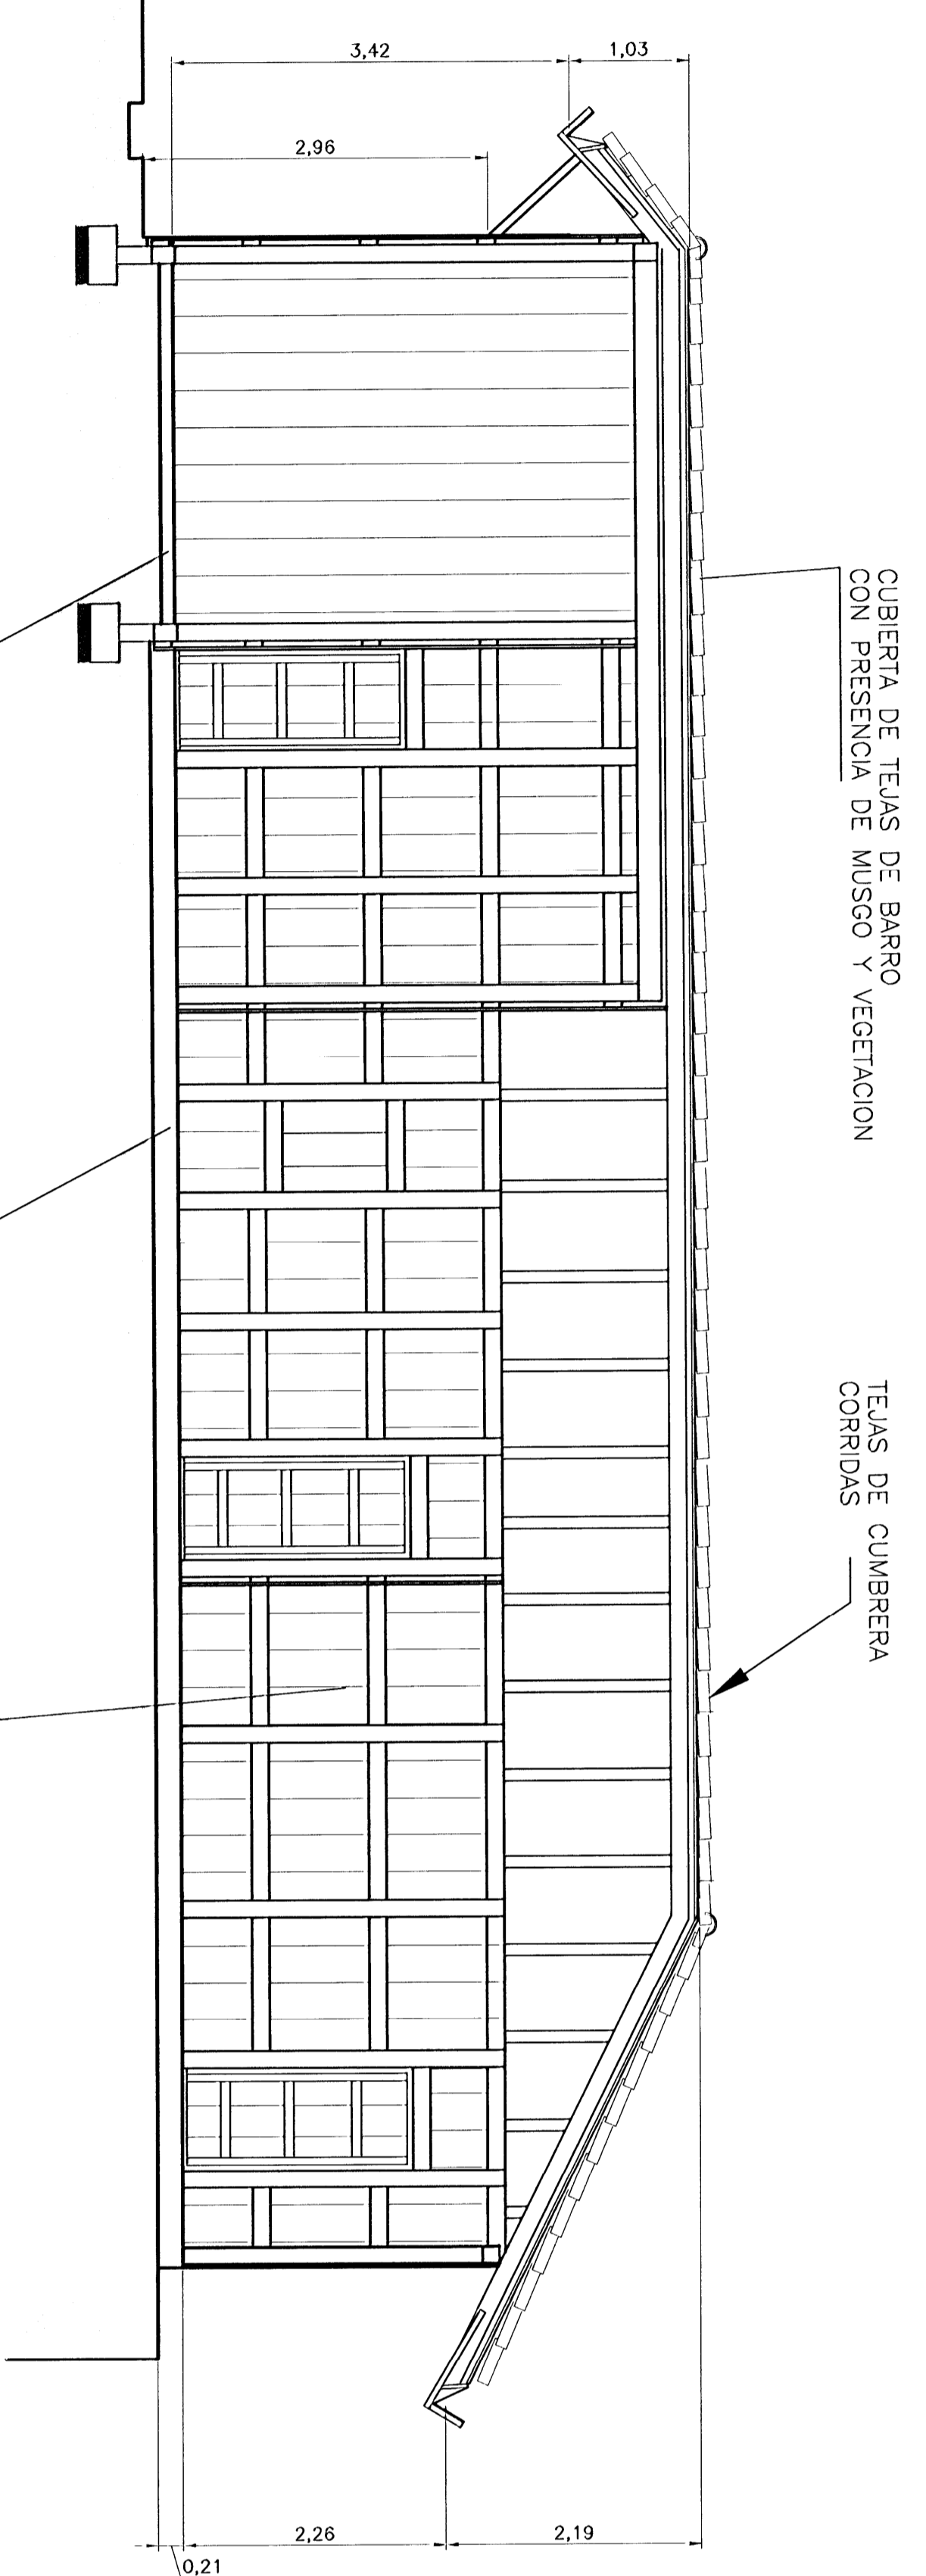 3,42
1,03
2,96
CUBIERTA DE TEJAS DE BARRO
CON PRESENCIA DE MUSGO Y VEGETACION
TEJAS DE CUMBRERA
CORRIDAS
2,26
2,19
0,21